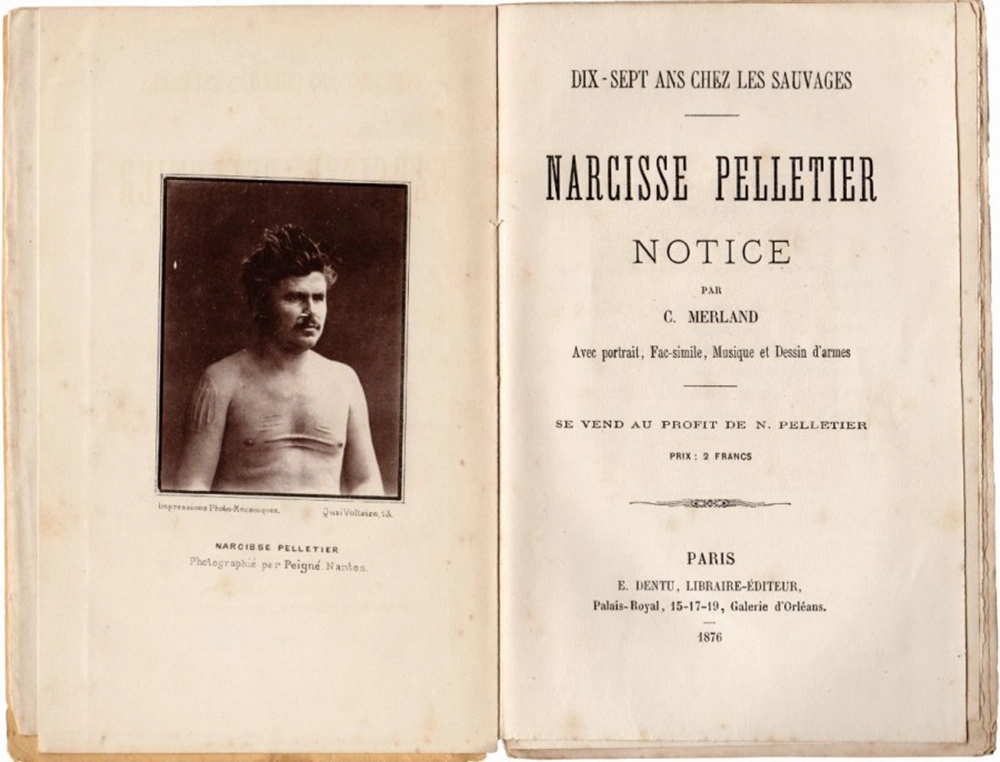 Impressions Photo-Mécaniques. Quai Voltaire, 13.
NARCISSE PELLETIER
Photographié par Peigné. Nantes.
DIX-SEPT ANS CHEZ LES SAUVAGES
NARCISSE PELLETIER
NOTICE
PAR
C. MERLAND
Avec portrait, Fac-simile, Musique et Dessin d'armes
SE VEND AU PROFIT DE N. PELLETIER
PRIX : 2 FRANCS
PARIS
E. DENTU, LIBRAIRE-ÉDITEUR,
Palais-Royal, 15-17-19, Galerie d'Orléans.
1876